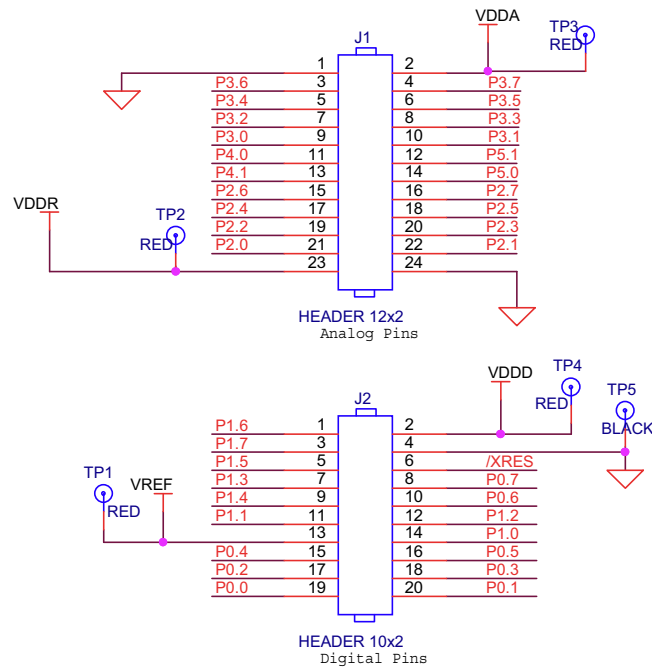 VDDA
TP3
RED
J1
1 2
P3.6 3 4 P3.7
P3.4 5 6 P3.5
P3.2 7 8 P3.3
P3.0 9 10 P3.1
P4.0 11 12 P5.1
P4.1 13 14 P5.0
P2.6 15 16 P2.7
VDDR
P2.4 17 18 P2.5
TP2
P2.2 19 20 P2.3
RED
P2.0 21 22 P2.1
23 24
HEADER 12x2
Analog Pins
VDDD
TP4
RED
TP5
BLACK
J2
P1.6 1 2
P1.7 3 4
P1.5 5 6 /XRES
P1.3 7 8 P0.7
TP1
RED
VREF
P1.4 9 10 P0.6
P1.1 11 12 P1.2
13 14 P1.0
P0.4 15 16 P0.5
P0.2 17 18 P0.3
P0.0 19 20 P0.1
HEADER 10x2
Digital Pins